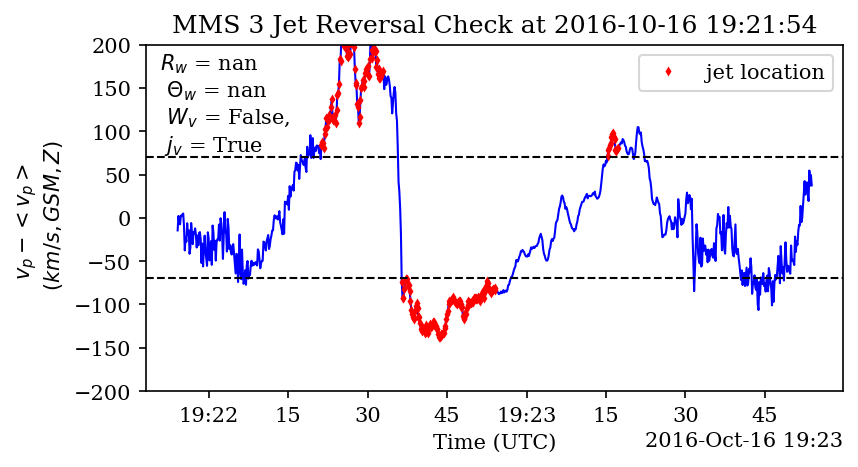 MMS 3 Jet Reversal Check at 2016-10-16 19:21:54
200
150
100
50
0
−50
−100
−150
−200
v_p − < v_p >
(km/s, GSM, Z)
R_w = nan
Θ_w = nan
W_v = False,
j_v = True
jet location
19:22 15 30 45 19:23 15 30 45
Time (UTC)
2016-Oct-16 19:23